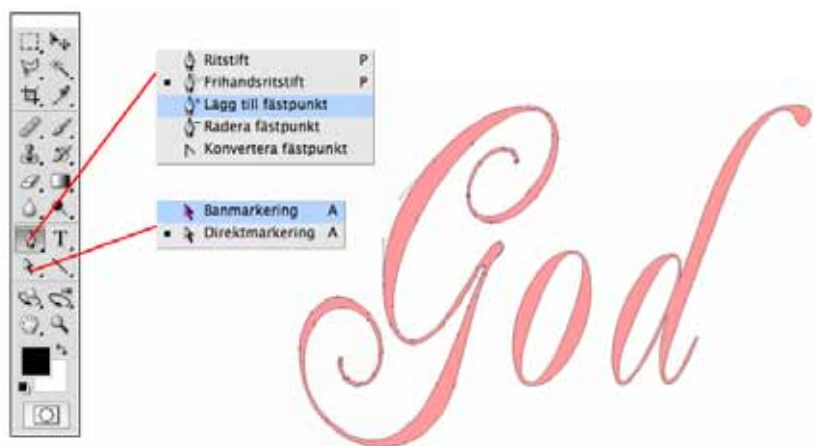 Ritstift P
Frihandsritstift P
Lägg till fästpunkt
Radera fästpunkt
Konvertera fästpunkt
T
Banmarkering A
Direktmarkering A
God